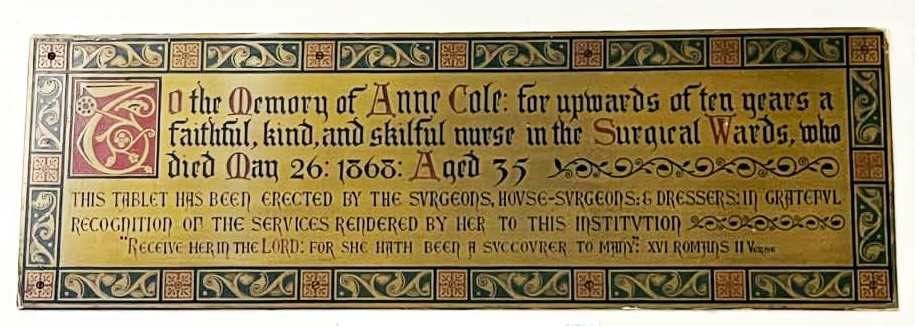 To the Memory of Anne Cole: for upwards of ten years a
faithful, kind, and skilful nurse in the Surgical Wards, who
died May 26: 1868: Aged 35
THIS TABLET HAS BEEN ERECTED BY THE SVRGEONS, HOVSE-SVRGEONS: & DRESSERS: IN GRATEFVL
RECOGNITION OF THE SERVICES RENDERED BY HER TO THIS INSTITVTION
"RECEIVE HER IN THE LORD: FOR SHE HATH BEEN A SVCCOVRER TO MANY": XVI ROMANS II VERSE